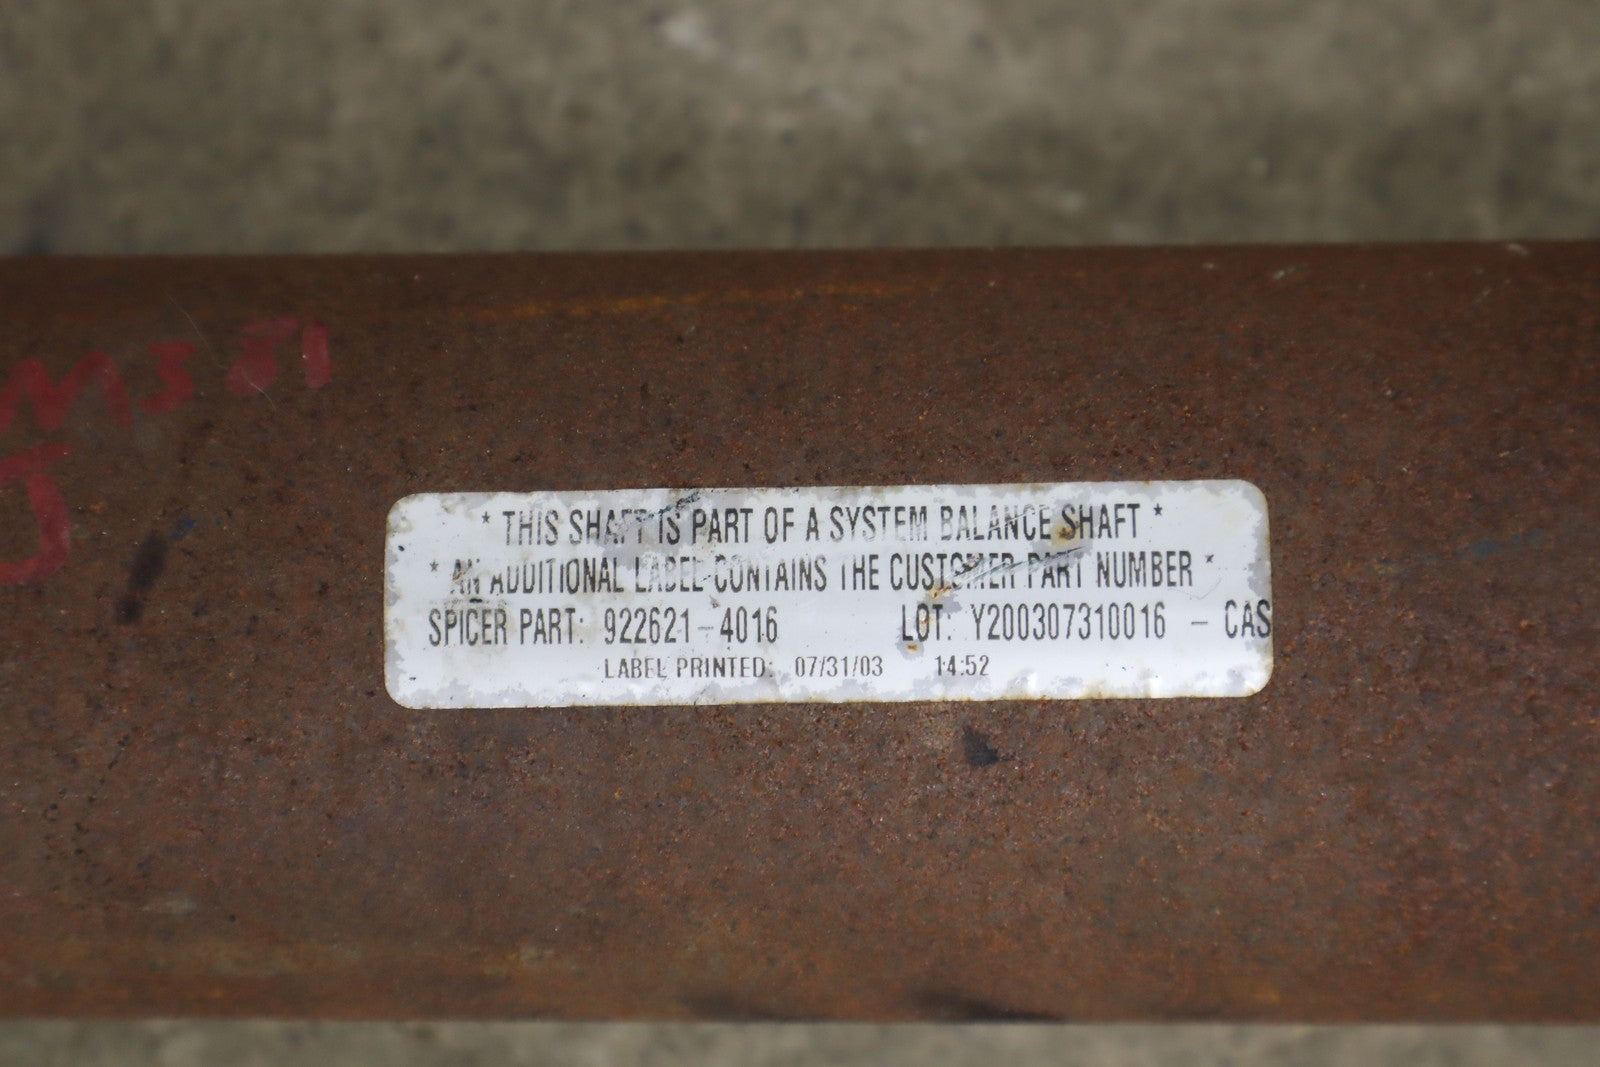 * THIS SHAFT IS PART OF A SYSTEM BALANCE SHAFT *
* AN ADDITIONAL LABEL CONTAINS THE CUSTOMER PART NUMBER *
SPICER PART: 922621-4016 LOT: Y200307310016 - CAS
LABEL PRINTED: 07/31/03 14:52